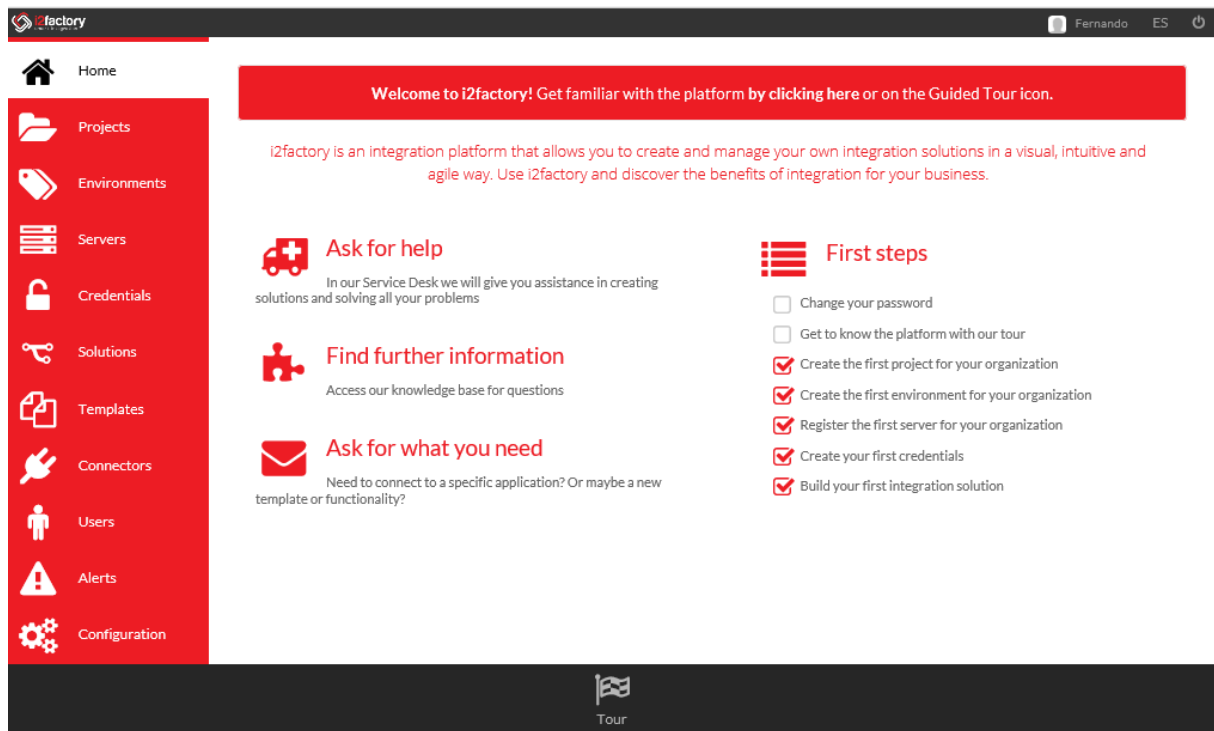 i2factory
Fernando ES
Home
Projects
Environments
Servers
Credentials
Solutions
Templates
Connectors
Users
Alerts
Configuration
Welcome to i2factory! Get familiar with the platform by clicking here or on the Guided Tour icon.
i2factory is an integration platform that allows you to create and manage your own integration solutions in a visual, intuitive and
agile way. Use i2factory and discover the benefits of integration for your business.
Ask for help
In our Service Desk we will give you assistance in creating
solutions and solving all your problems
Find further information
Access our knowledge base for questions
Ask for what you need
Need to connect to a specific application? Or maybe a new
template or functionality?
First steps
Change your password
Get to know the platform with our tour
Create the first project for your organization
Create the first environment for your organization
Register the first server for your organization
Create your first credentials
Build your first integration solution
Tour